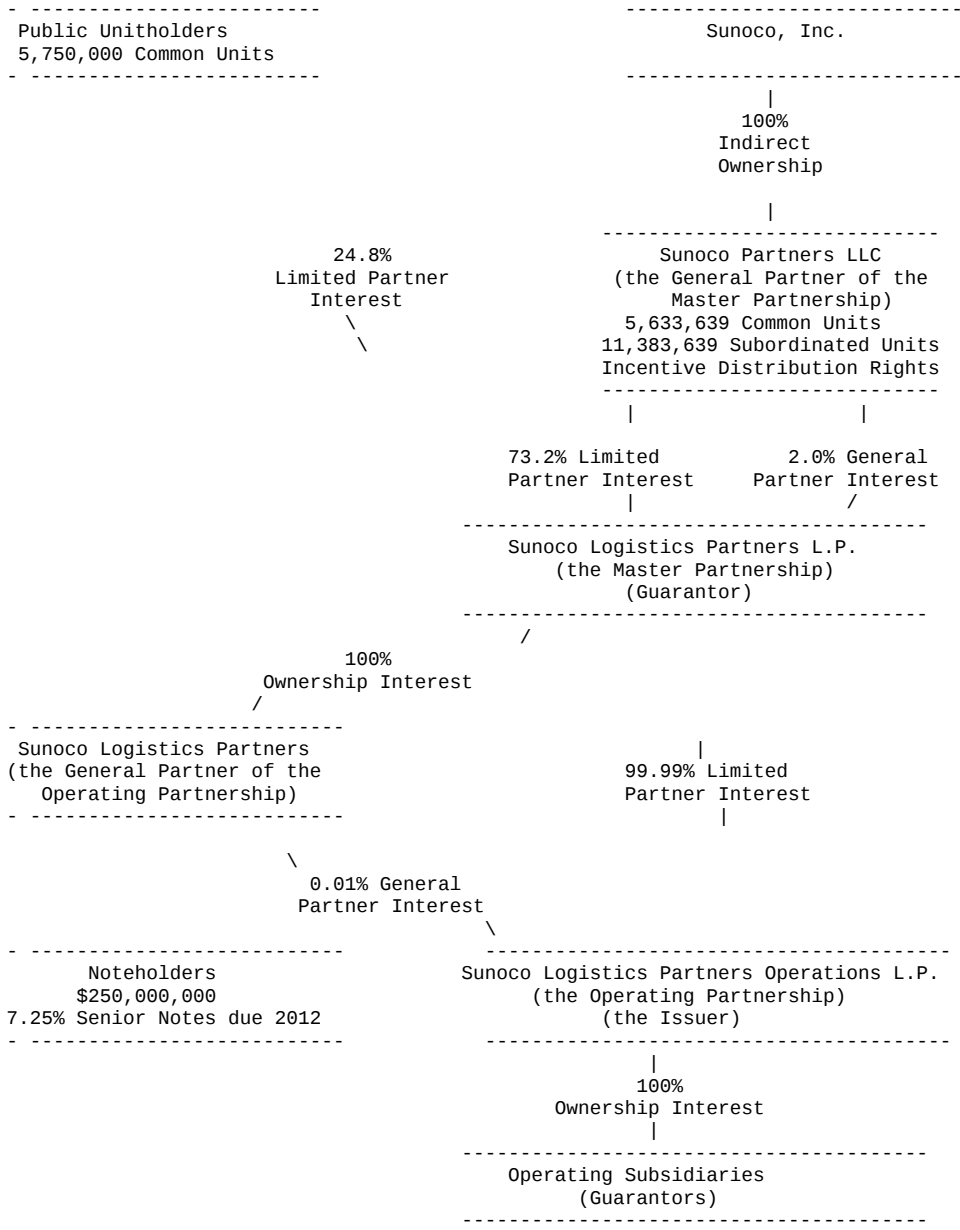 - -------------------------                          -----------------------------
 Public Unitholders                                         Sunoco, Inc.
 5,750,000 Common Units
- -------------------------                          -----------------------------
                                                                 |
                                                               100%
                                                             Indirect
                                                             Ownership
                                                                 |
                                                   -----------------------------
                            24.8%                       Sunoco Partners LLC
                       Limited Partner              (the General Partner of the
                          Interest                       Master Partnership)
                             \                       5,633,639 Common Units
                              \                    11,383,639 Subordinated Units
                                                   Incentive Distribution Rights
                                                   -----------------------------
                                                     |                   |
                                           73.2% Limited           2.0% General
                                           Partner Interest     Partner Interest
                                                     |                  /
                                       ----------------------------------------
                                           Sunoco Logistics Partners L.P.
                                               (the Master Partnership)
                                                     (Guarantor)
                                       ----------------------------------------
                                            /
                             100%
                      Ownership Interest
                     /
- ---------------------------
 Sunoco Logistics Partners                                 |
(the General Partner of the                          99.99% Limited
   Operating Partnership)                            Partner Interest
- ---------------------------                                |
                        \
                          0.01% General
                         Partner Interest
                                         \
- ---------------------------            ----------------------------------------
       Noteholders                     Sunoco Logistics Partners Operations L.P.
      $250,000,000                           (the Operating Partnership)
7.25% Senior Notes due 2012                        (the Issuer)
- ---------------------------            ----------------------------------------
                                                       |
                                                      100%
                                               Ownership Interest
                                                       |
                                       ----------------------------------------
                                           Operating Subsidiaries
                                                 (Guarantors)
                                       ----------------------------------------